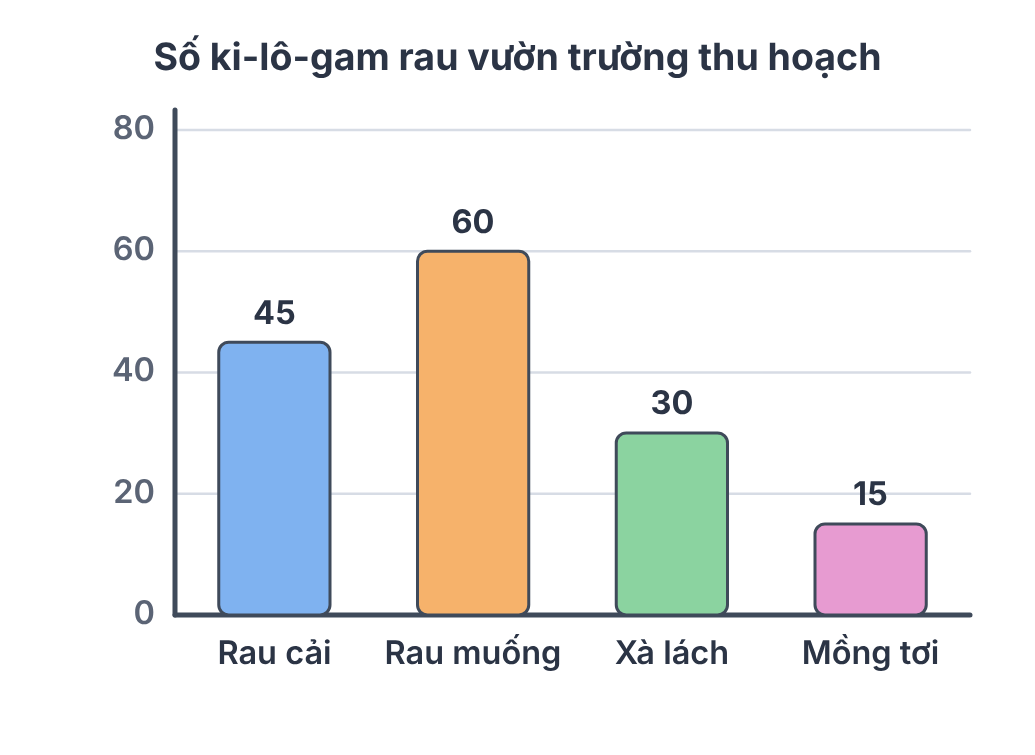 Số ki-lô-gam rau vườn trường thu hoạch
80
60
40
20
0
45
60
30
15
Rau cải
Rau muống
Xà lách
Mồng tơi